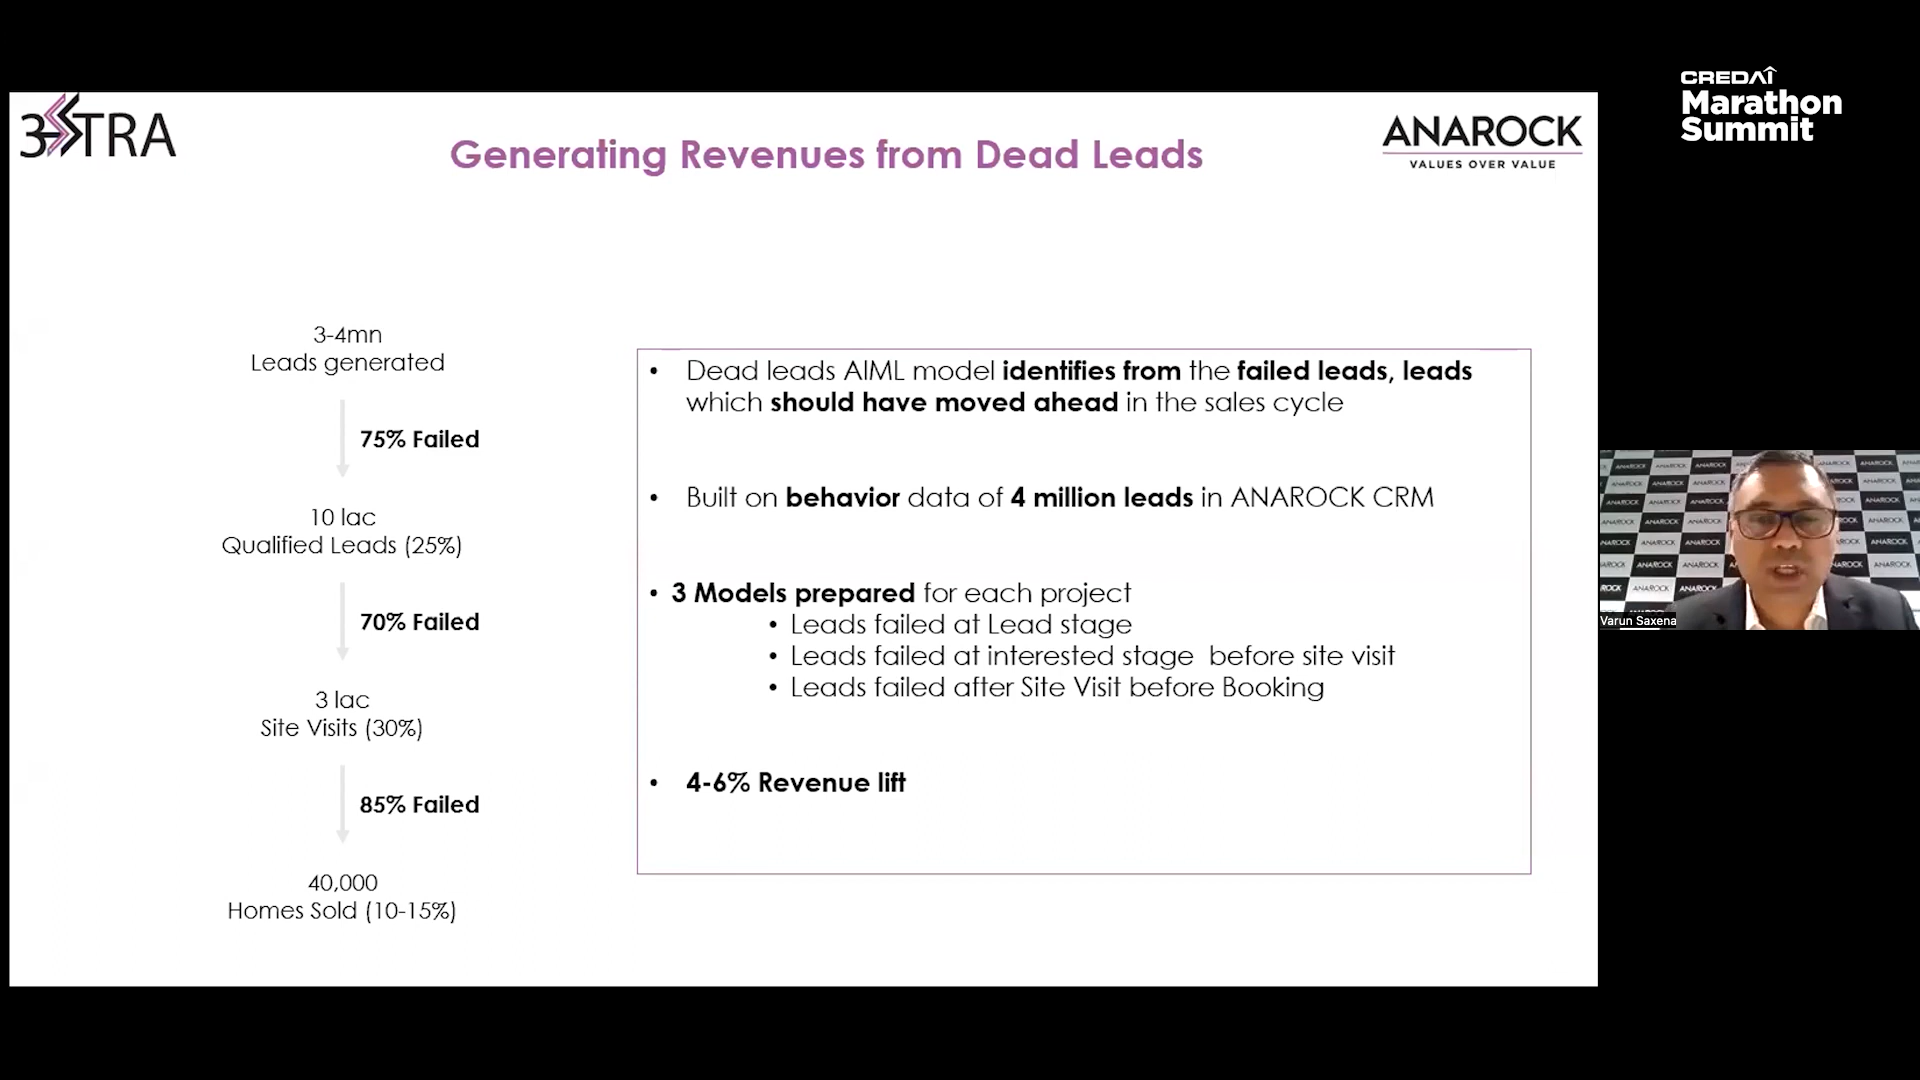 3-STRA
Generating Revenues from Dead Leads
ANAROCK
VALUES OVER VALUE
CREDAI
Marathon
Summit
3-4mn
Leads generated
75% Failed
10 lac
Qualified Leads (25%)
70% Failed
3 lac
Site Visits (30%)
85% Failed
40,000
Homes Sold (10-15%)
• Dead leads AIML model identifies from the failed leads, leads
which should have moved ahead in the sales cycle
• Built on behavior data of 4 million leads in ANAROCK CRM
• 3 Models prepared for each project
• Leads failed at Lead stage
• Leads failed at interested stage before site visit
• Leads failed after Site Visit before Booking
• 4-6% Revenue lift
Varun Saxena